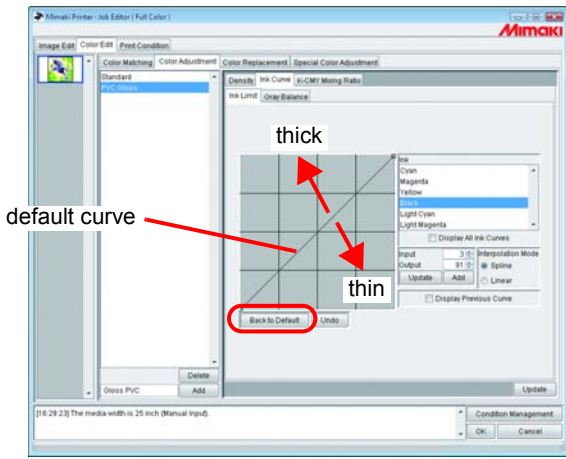 Mimaki Printer : Job Editor ( Full Color )
Mimaki
Image Edit Color Edit Print Condition
Color Matching Color Adjustment Color Replacement Special Color Adjustment
Standard
PVC Gloss
Density Ink Curve K-CMY Mixing Ratio
Ink Limit Gray Balance
thick
default curve
thin
Ink
Cyan
Magenta
Yellow
Black
Light Cyan
Light Magenta
Display All Ink Curves
Input 3 Interpolation Mode
Output 91 Spline
Update Add Linear
Display Previous Curve
Back to Default Undo
Delete
Gloss PVC Add
Update
[16:29:23] The media width is 25 inch (Manual Input).
Condition Management
OK Cancel